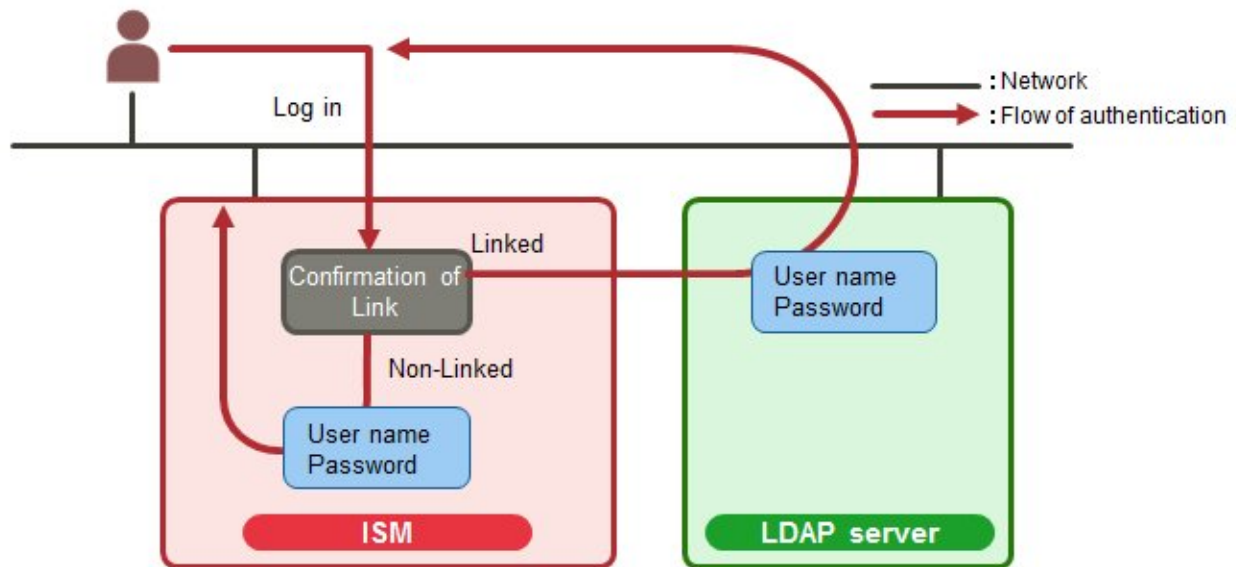 : Network
: Flow of authentication
Log in
Linked
Confirmation of
Link
User name
Password
Non-Linked
User name
Password
ISM
LDAP server